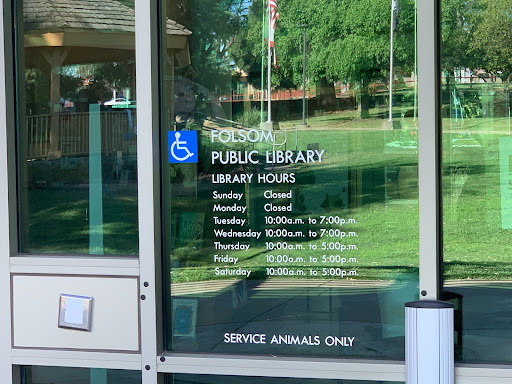 FOLSOM
PUBLIC LIBRARY
LIBRARY HOURS
Sunday Closed
Monday Closed
Tuesday 10:00a.m. to 7:00p.m.
Wednesday 10:00a.m. to 7:00p.m.
Thursday 10:00a.m. to 5:00p.m.
Friday 10:00a.m. to 5:00p.m.
Saturday 10:00a.m. to 5:00p.m.
SERVICE ANIMALS ONLY